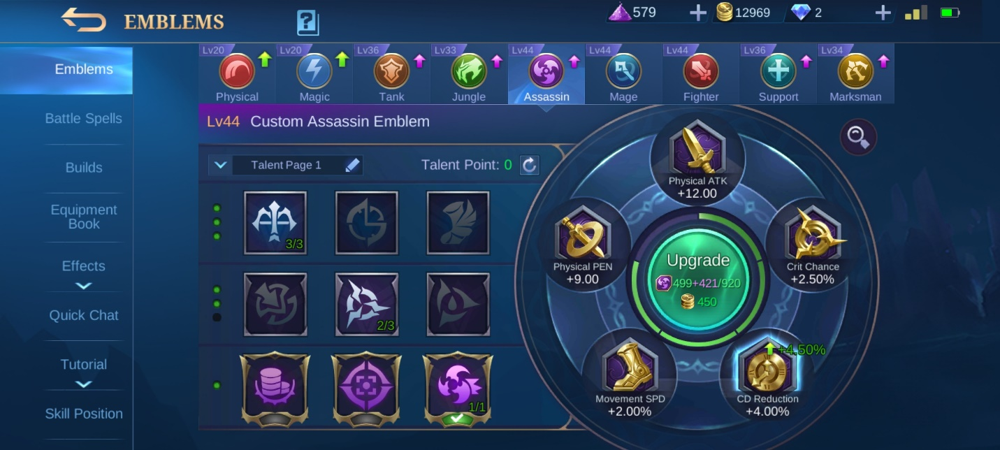 EMBLEMS
?
579
12969
2
Emblems
Battle Spells
Builds
Equipment
Book
Effects
Quick Chat
Tutorial
Skill Position
Lv20
Physical
Lv20
Magic
Lv36
Tank
Lv33
Jungle
Lv44
Assassin
Lv44
Mage
Lv44
Fighter
Lv36
Support
Lv34
Marksman
Lv44 Custom Assassin Emblem
Talent Page 1
Talent Point: 0
3/3
2/3
1/1
Physical ATK
+12.00
Physical PEN
+9.00
Crit Chance
+2.50%
Upgrade
499+421/920
450
Movement SPD
+2.00%
+4.50%
CD Reduction
+4.00%